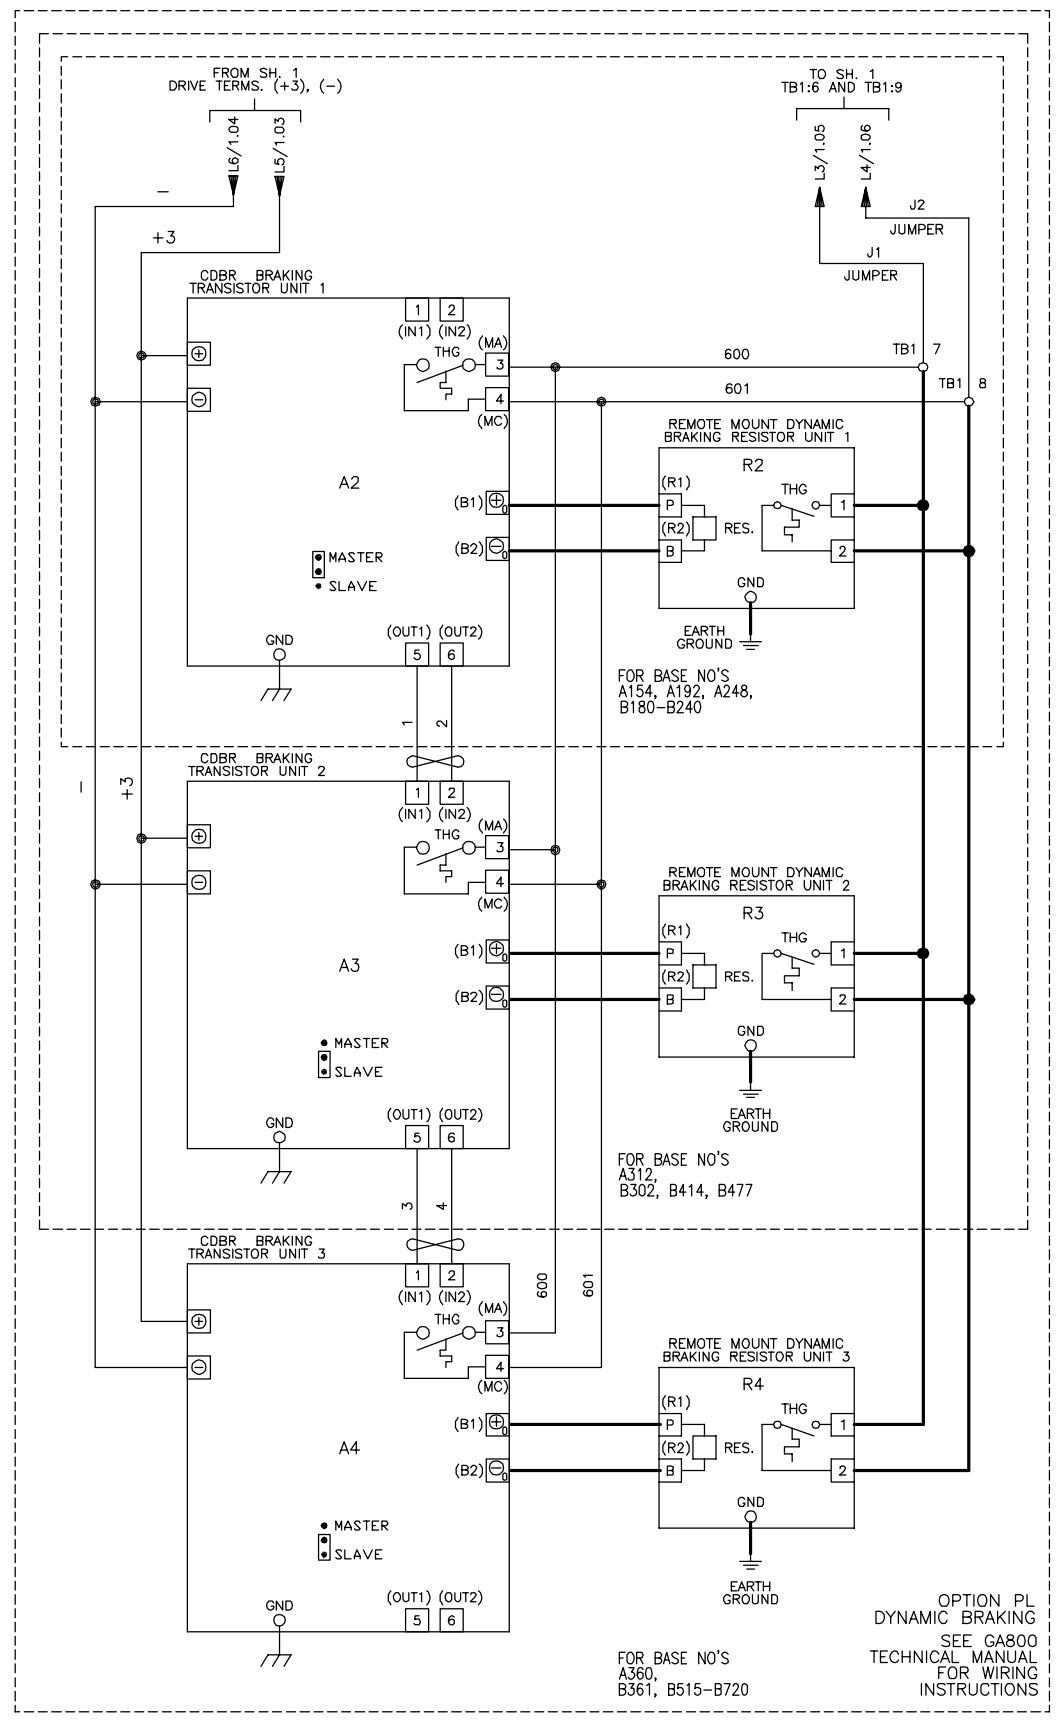 FROM SH. 1
DRIVE TERMS. (+3), (-)
L6/1.04
L5/1.03
TO SH. 1
TB1:6 AND TB1:9
L3/1.05
L4/1.06
-
+3
J2
JUMPER
J1
JUMPER
CDBR BRAKING
TRANSISTOR UNIT 1
1 2
(IN1) (IN2)
THG
(MA)
3
4
(MC)
+
-
600
TB1 7
601
TB1 8
A2
(B1) + 0
(B2) - 0
MASTER
SLAVE
GND
(OUT1) (OUT2)
5 6
REMOTE MOUNT DYNAMIC
BRAKING RESISTOR UNIT 1
R2
(R1)
P
(R2)
B
RES.
THG
1
2
GND
EARTH
GROUND
FOR BASE NO'S
A154, A192, A248,
B180-B240
1 2
-
+3
CDBR BRAKING
TRANSISTOR UNIT 2
1 2
(IN1) (IN2)
THG
(MA)
3
4
(MC)
+
-
A3
(B1) + 0
(B2) - 0
MASTER
SLAVE
GND
(OUT1) (OUT2)
5 6
REMOTE MOUNT DYNAMIC
BRAKING RESISTOR UNIT 2
R3
(R1)
P
(R2)
B
RES.
THG
1
2
GND
EARTH
GROUND
FOR BASE NO'S
A312,
B302, B414, B477
3 4
CDBR BRAKING
TRANSISTOR UNIT 3
1 2
(IN1) (IN2)
THG
(MA)
3
4
(MC)
+
-
600
601
A4
(B1) + 0
(B2) - 0
MASTER
SLAVE
GND
(OUT1) (OUT2)
5 6
REMOTE MOUNT DYNAMIC
BRAKING RESISTOR UNIT 3
R4
(R1)
P
(R2)
B
RES.
THG
1
2
GND
EARTH
GROUND
FOR BASE NO'S
A360,
B361, B515-B720
OPTION PL
DYNAMIC BRAKING
SEE GA800
TECHNICAL MANUAL
FOR WIRING
INSTRUCTIONS